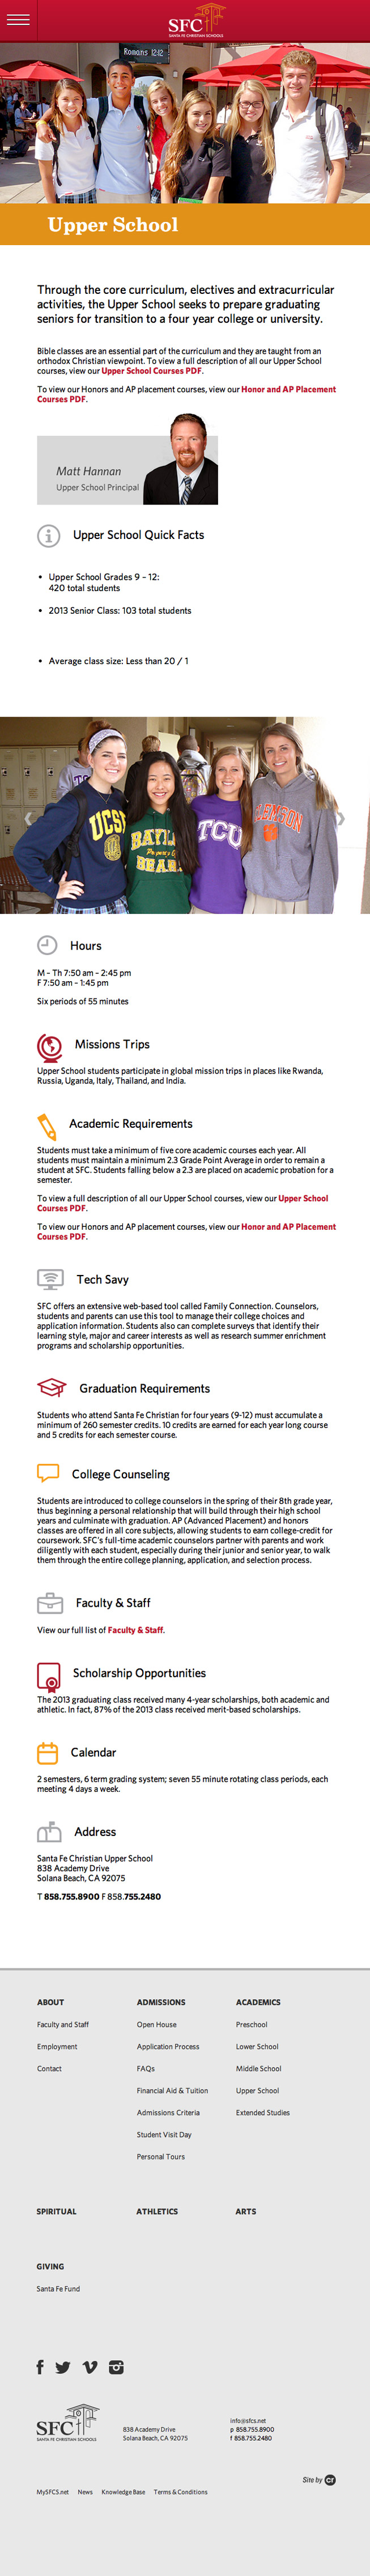 SFC
SANTA FE CHRISTIAN SCHOOLS
Romans 12:12
Upper School
Through the core curriculum, electives and extracurricular
activities, the Upper School seeks to prepare graduating
seniors for transition to a four year college or university.
Bible classes are an essential part of the curriculum and they are taught from an
orthodox Christian viewpoint. To view a full description of all our Upper School
courses, view our Upper School Courses PDF.
To view our Honors and AP placement courses, view our Honor and AP Placement
Courses PDF.
Matt Hannan
Upper School Principal
Upper School Quick Facts
• Upper School Grades 9 – 12:
420 total students
• 2013 Senior Class: 103 total students
• Average class size: Less than 20 / 1
UCSB
BAYLOR
BEARS
TCU
CLEMSON
Hours
M – Th 7:50 am – 2:45 pm
F 7:50 am – 1:45 pm
Six periods of 55 minutes
Missions Trips
Upper School students participate in global mission trips in places like Rwanda,
Russia, Uganda, Italy, Thailand, and India.
Academic Requirements
Students must take a minimum of five core academic courses each year. All
students must maintain a minimum 2.3 Grade Point Average in order to remain a
student at SFC. Students falling below a 2.3 are placed on academic probation for a
semester.
To view a full description of all our Upper School courses, view our Upper School
Courses PDF.
To view our Honors and AP placement courses, view our Honor and AP Placement
Courses PDF.
Tech Savy
SFC offers an extensive web-based tool called Family Connection. Counselors,
students and parents can use this tool to manage their college choices and
application information. Students also can complete surveys that identify their
learning style, major and career interests as well as research summer enrichment
programs and scholarship opportunities.
Graduation Requirements
Students who attend Santa Fe Christian for four years (9-12) must accumulate a
minimum of 260 semester credits. 10 credits are earned for each year long course
and 5 credits for each semester course.
College Counseling
Students are introduced to college counselors in the spring of their 8th grade year,
thus beginning a personal relationship that will build through their high school
years and culminate with graduation. AP (Advanced Placement) and honors
classes are offered in all core subjects, allowing students to earn college-credit for
coursework. SFC's full-time academic counselors partner with parents and work
diligently with each student, especially during their junior and senior year, to walk
them through the entire college planning, application, and selection process.
Faculty & Staff
View our full list of Faculty & Staff.
Scholarship Opportunities
The 2013 graduating class received many 4-year scholarships, both academic and
athletic. In fact, 87% of the 2013 class received merit-based scholarships.
Calendar
2 semesters, 6 term grading system; seven 55 minute rotating class periods, each
meeting 4 days a week.
Address
Santa Fe Christian Upper School
838 Academy Drive
Solana Beach, CA 92075
T 858.755.8900 F 858.755.2480
ABOUT
Faculty and Staff
Employment
Contact
ADMISSIONS
Open House
Application Process
FAQs
Financial Aid & Tuition
Admissions Criteria
Student Visit Day
Personal Tours
ACADEMICS
Preschool
Lower School
Middle School
Upper School
Extended Studies
SPIRITUAL
ATHLETICS
ARTS
GIVING
Santa Fe Fund
SFC
SANTA FE CHRISTIAN SCHOOLS
838 Academy Drive
Solana Beach, CA 92075
info@sfcs.net
p 858.755.8900
f 858.755.2480
Site by cf
MySFCS.net News Knowledge Base Terms & Conditions